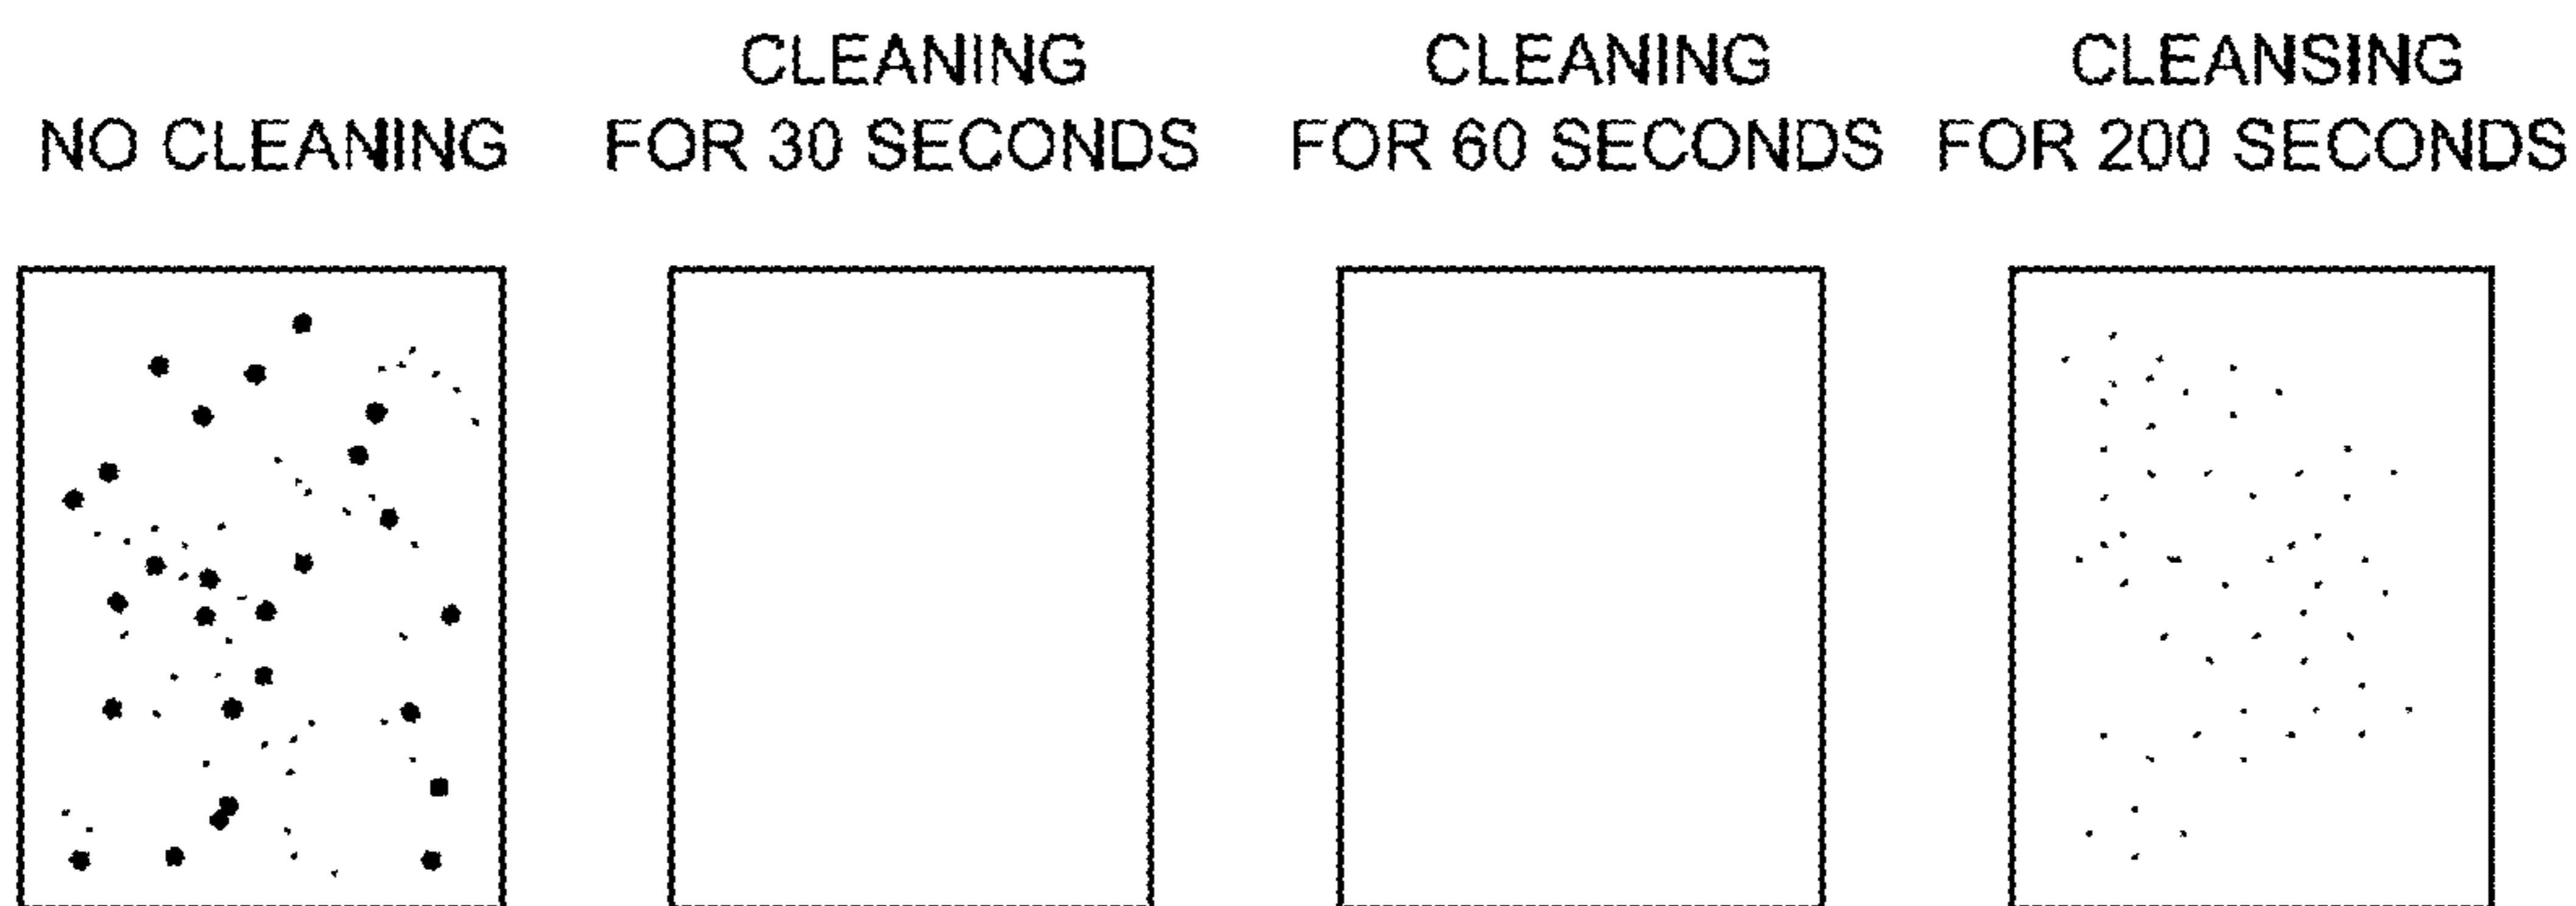 NO CLEANING
CLEANING
FOR 30 SECONDS
CLEANING
FOR 60 SECONDS
CLEANSING
FOR 200 SECONDS